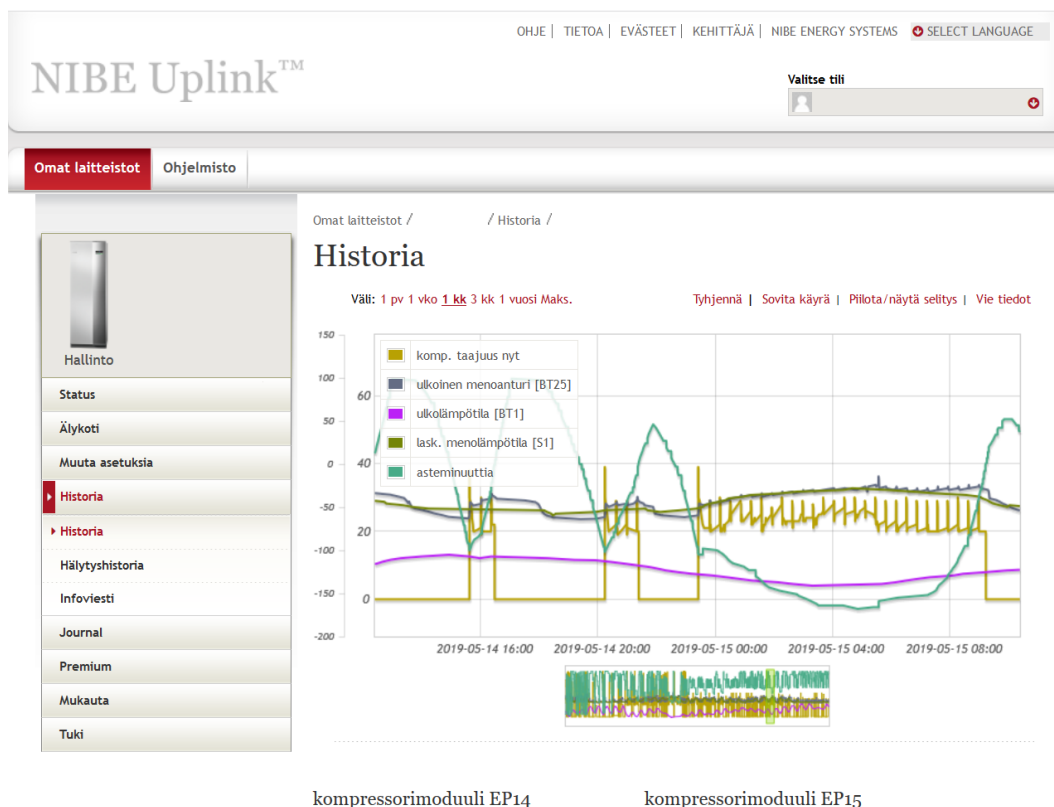 OHJE | TIETOA | EVÄSTEET | KEHITTÄJÄ | NIBE ENERGY SYSTEMS SELECT LANGUAGE
NIBE Uplink™
Valitse tili
Omat laitteistot Ohjelmisto
Omat laitteistot / / Historia /
Historia
Väli: 1 pv 1 vko 1 kk 3 kk 1 vuosi Maks. Tyhjennä | Sovita käyrä | Piilota/näytä selitys | Vie tiedot
Hallinto
Status
Älykoti
Muuta asetuksia
Historia
Historia
Hälytyshistoria
Infoviesti
Journal
Premium
Mukauta
Tuki
150
100
50
0
-50
-100
-150
-200
60
40
20
0
komp. taajuus nyt
ulkoinen menoanturi [BT25]
ulkolämpötila [BT1]
lask. menolämpötila [S1]
asteminuuttia
2019-05-14 16:00 2019-05-14 20:00 2019-05-15 00:00 2019-05-15 04:00 2019-05-15 08:00
kompressorimoduuli EP14 kompressorimoduuli EP15